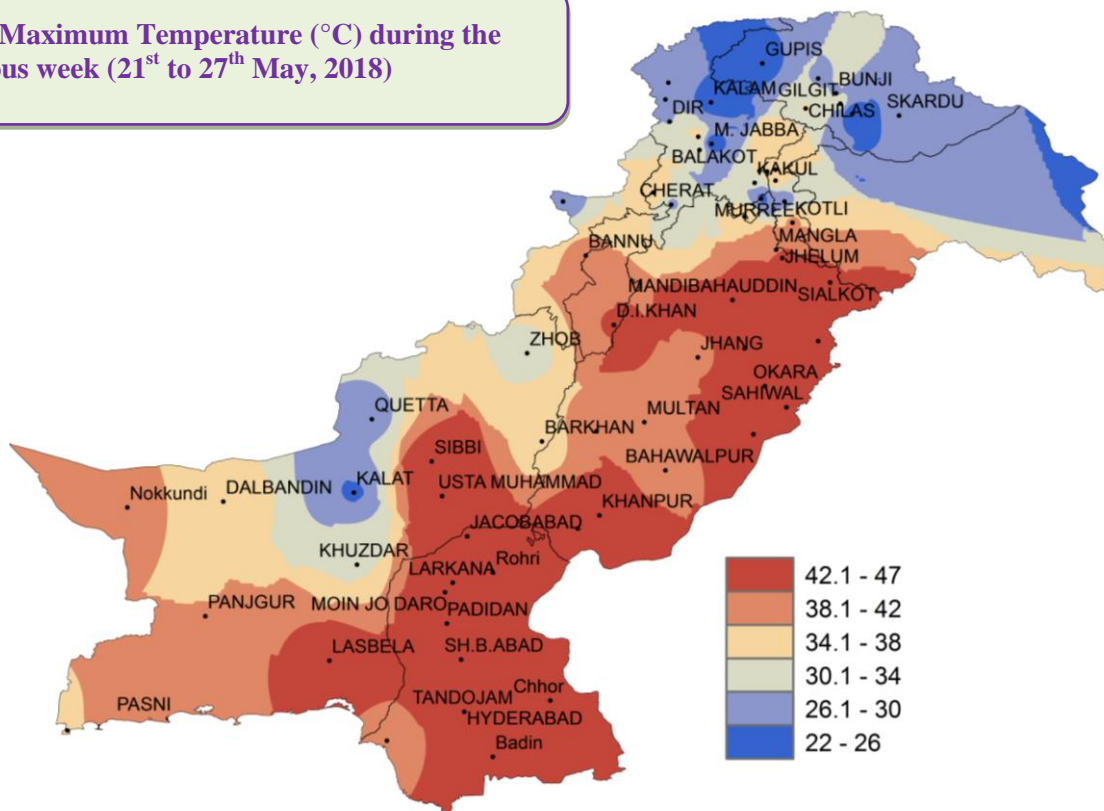 Maximum Temperature (°C) during the
us week (21st to 27th May, 2018)
GUPIS
BUNJI
KALAM
GILGIT
SKARDU
DIR
CHILAS
M. JABBA
BALAKOT
KAKUL
CHERAT
MURREE
KOTLI
BANNU
MANGLA
JHELUM
MANDIBAHAUDDIN
SIALKOT
D.I.KHAN
ZHOB
JHANG
OKARA
SAHIWAL
QUETTA
MULTAN
BARKHAN
SIBBI
BAHAWALPUR
KALAT
USTA MUHAMMAD
Nokkundi
DALBANDIN
KHANPUR
JACOBABAD
KHUZDAR
Rohri
LARKANA
PANJGUR
MOIN JO DARO
PADIDAN
LASBELA
SH.B.ABAD
Chhor
TANDOJAM
PASNI
HYDERABAD
Badin
42.1 - 47
38.1 - 42
34.1 - 38
30.1 - 34
26.1 - 30
22 - 26